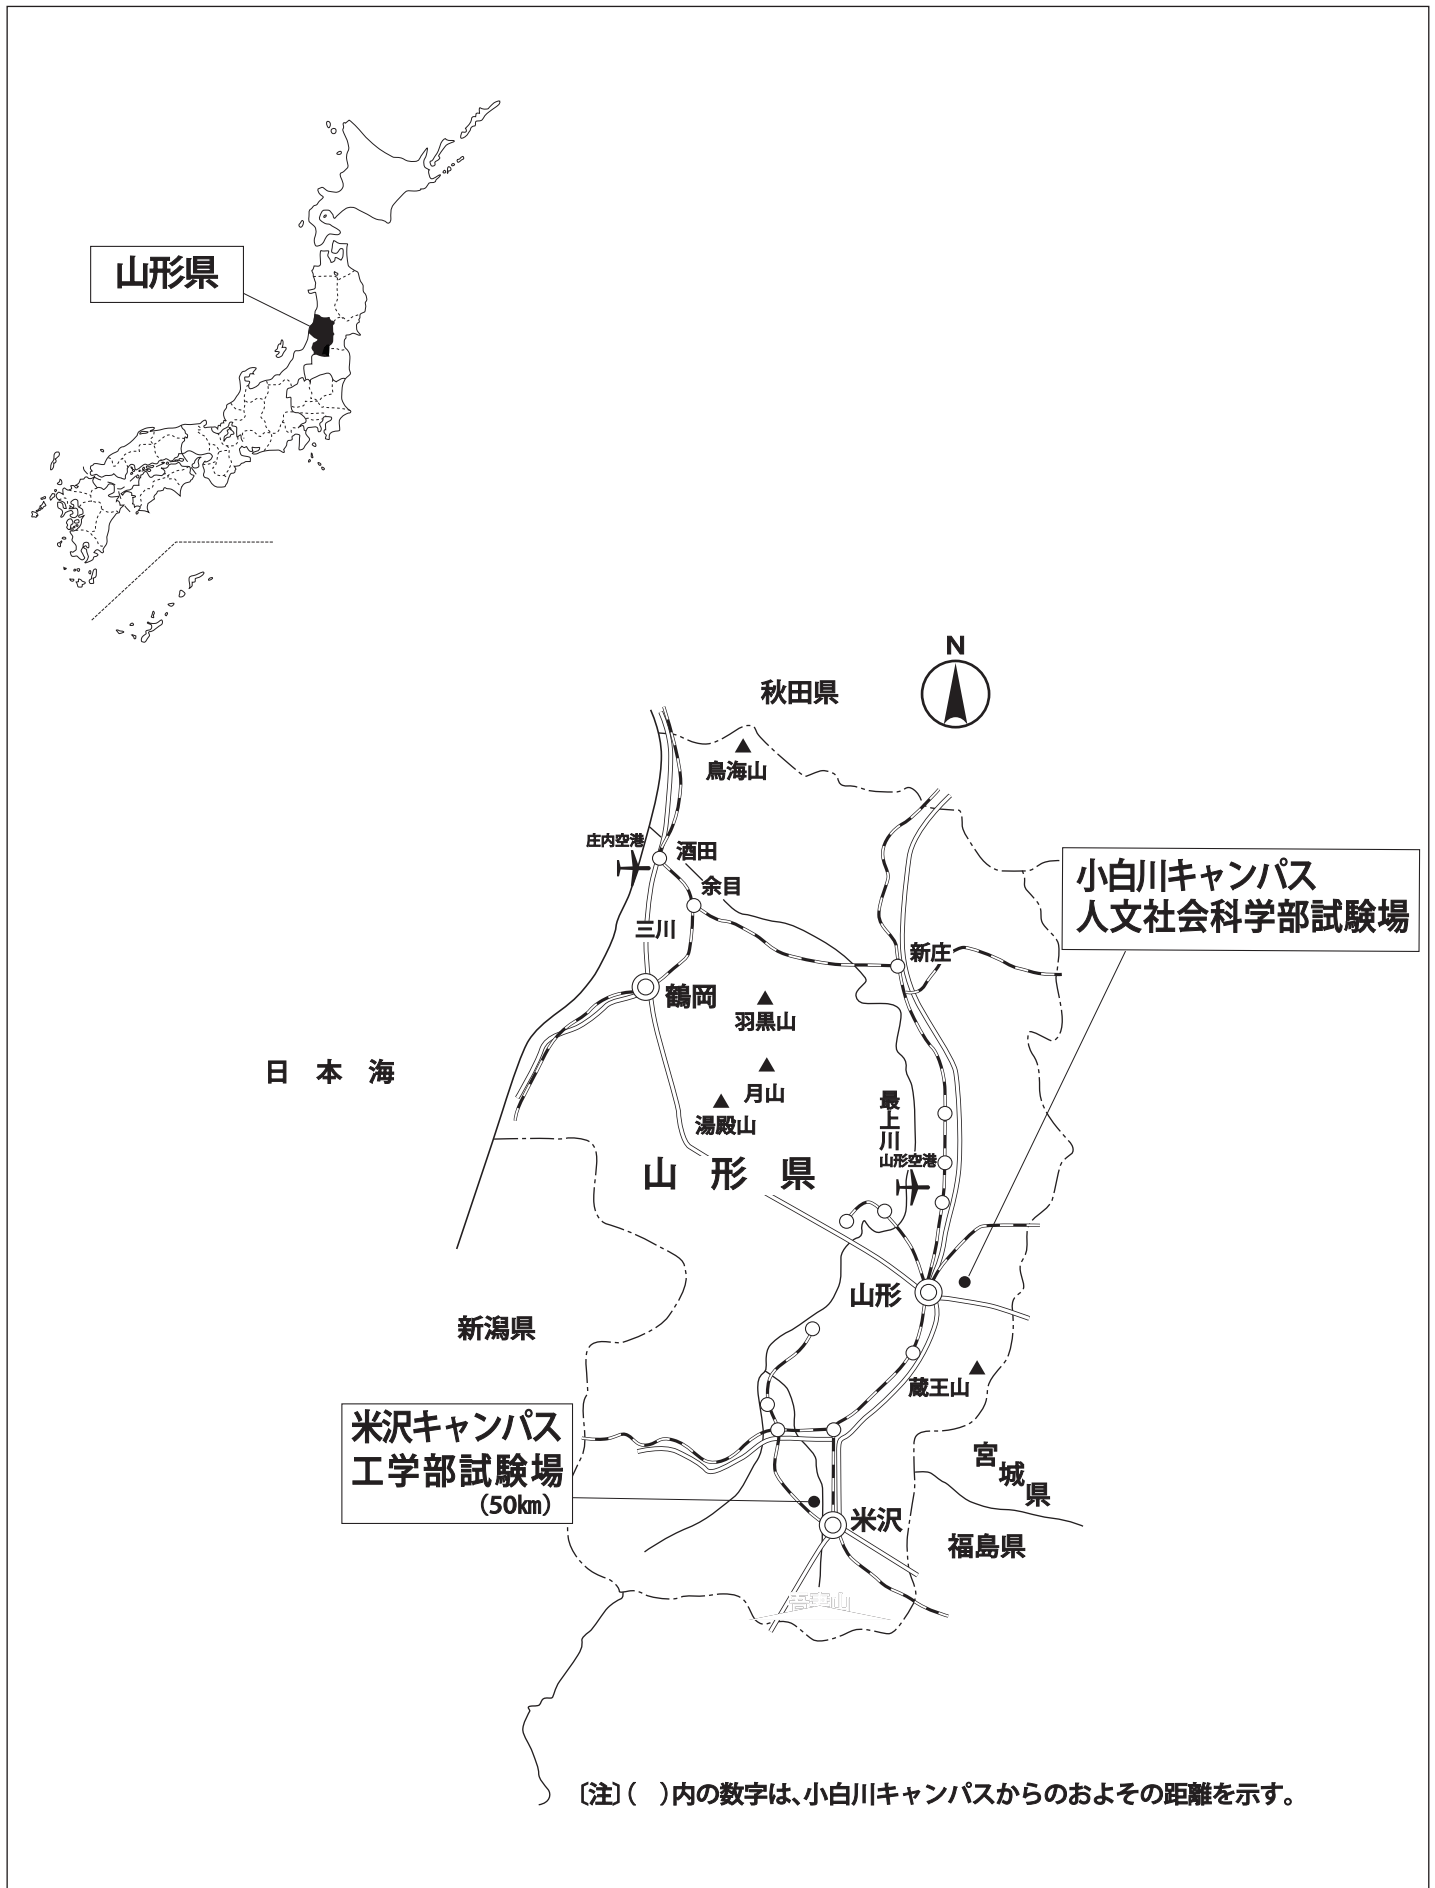 山形県
N
秋田県
鳥海山
庄内空港
酒田
余目
小白川キャンパス
人文社会科学部試験場
三川
新庄
鶴岡
羽黒山
日 本 海
月山
最上川
湯殿山
山形空港
山 形 県
山形
新潟県
蔵王山
米沢キャンパス
工学部試験場
（50㎞）
宮城県
米沢
福島県
吾妻山
〔注〕（　）内の数字は、小白川キャンパスからのおよその距離を示す。